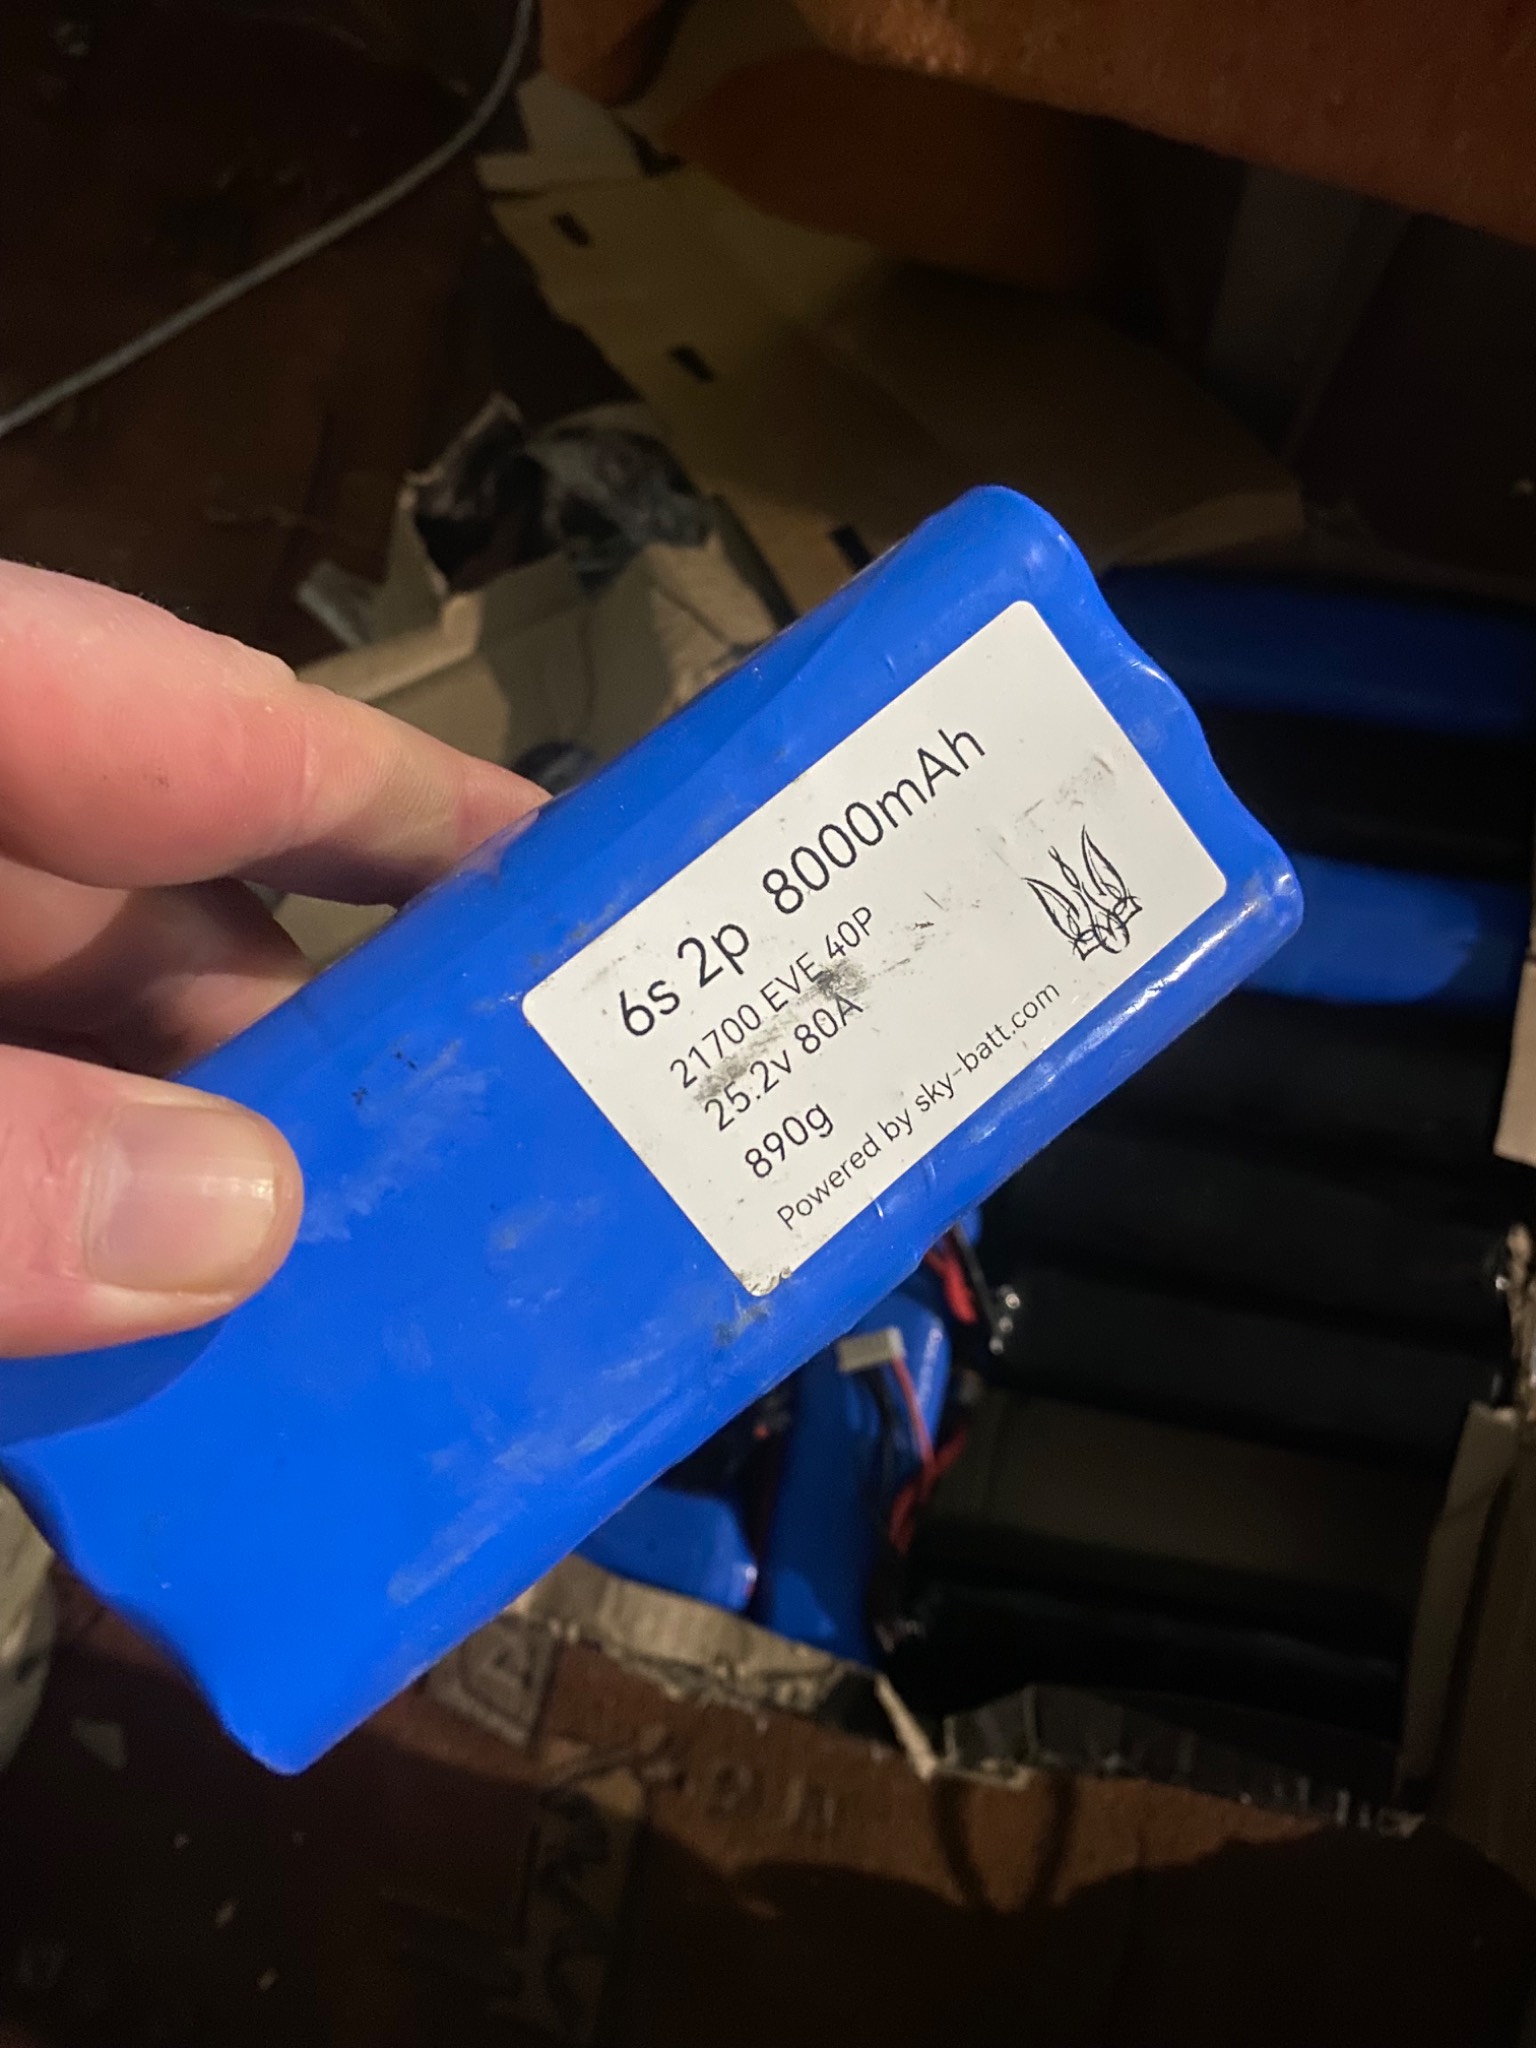 6s 2p 8000mAh
21700 EVE 40P
25.2v 80A
890g
Powered by sky-batt.com